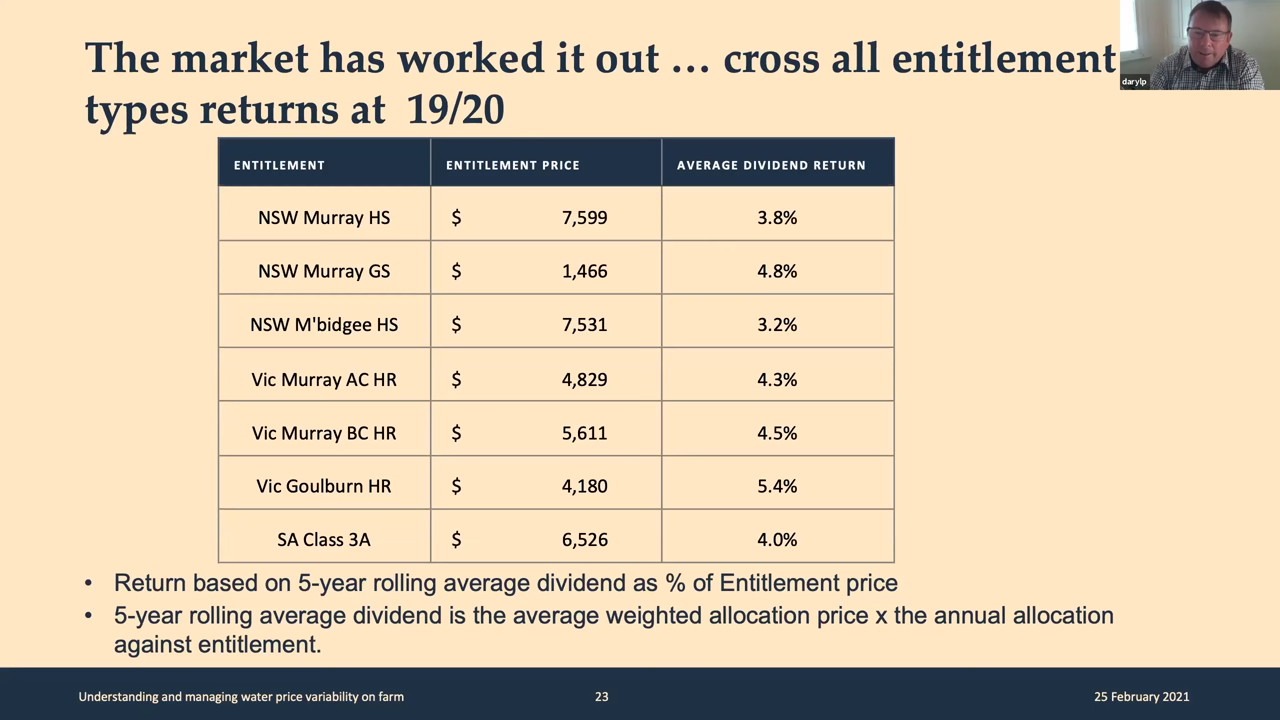 The market has worked it out ... cross all entitlement
types returns at 19/20
darylp
ENTITLEMENT ENTITLEMENT PRICE AVERAGE DIVIDEND RETURN
NSW Murray HS $ 7,599 3.8%
NSW Murray GS $ 1,466 4.8%
NSW M'bidgee HS $ 7,531 3.2%
Vic Murray AC HR $ 4,829 4.3%
Vic Murray BC HR $ 5,611 4.5%
Vic Goulburn HR $ 4,180 5.4%
SA Class 3A $ 6,526 4.0%
• Return based on 5-year rolling average dividend as % of Entitlement price
• 5-year rolling average dividend is the average weighted allocation price x the annual allocation
against entitlement.
Understanding and managing water price variability on farm 23 25 February 2021